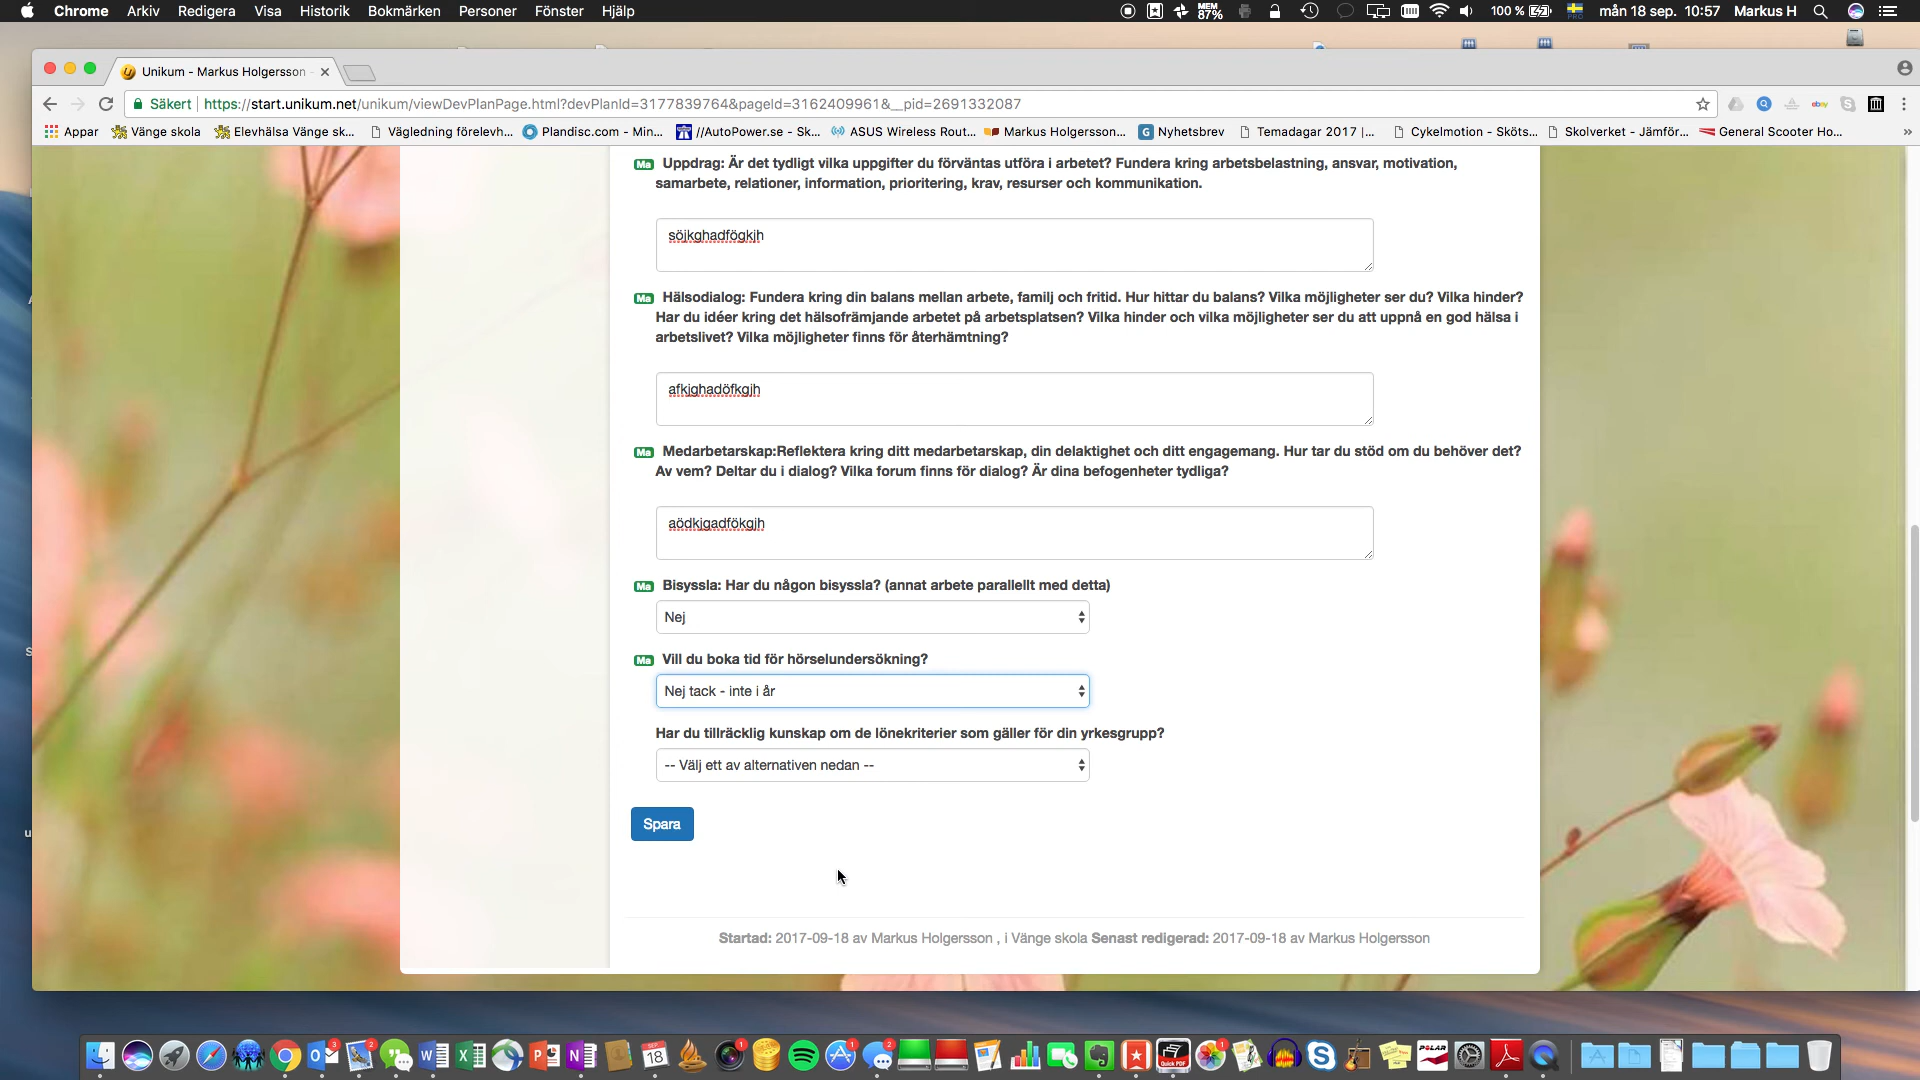 Chrome Arkiv Redigera Visa Historik Bokmärken Personer Fönster Hjälp MEM 87% 100 % PRO mån 18 sep. 10:57 Markus H
Unikum - Markus Holgersson
Säkert https://start.unikum.net/unikum/viewDevPlanPage.html?devPlanId=3177839764&pageId=3162409961&__pid=2691332087
Appar Vänge skola Elevhälsa Vänge sk... Vägledning förelevh... Plandisc.com - Min... //AutoPower.se - Sk... ASUS Wireless Rout... Markus Holgersson... Nyhetsbrev Temadagar 2017 |... Cykelmotion - Sköts... Skolverket - Jämför... General Scooter Ho... »
Ma Uppdrag: Är det tydligt vilka uppgifter du förväntas utföra i arbetet? Fundera kring arbetsbelastning, ansvar, motivation,
samarbete, relationer, information, prioritering, krav, resurser och kommunikation.
söjkghadfögkjh
Ma Hälsodialog: Fundera kring din balans mellan arbete, familj och fritid. Hur hittar du balans? Vilka möjligheter ser du? Vilka hinder?
Har du idéer kring det hälsofrämjande arbetet på arbetsplatsen? Vilka hinder och vilka möjligheter ser du att uppnå en god hälsa i
arbetslivet? Vilka möjligheter finns för återhämtning?
afkjghadöfkgjh
Ma Medarbetarskap:Reflektera kring ditt medarbetarskap, din delaktighet och ditt engagemang. Hur tar du stöd om du behöver det?
Av vem? Deltar du i dialog? Vilka forum finns för dialog? Är dina befogenheter tydliga?
aödkjgadfökgjh
Ma Bisyssla: Har du någon bisyssla? (annat arbete parallellt med detta)
Nej
Ma Vill du boka tid för hörselundersökning?
Nej tack - inte i år
Har du tillräcklig kunskap om de lönekriterier som gäller för din yrkesgrupp?
-- Välj ett av alternativen nedan --
Spara
Startad: 2017-09-18 av Markus Holgersson , i Vänge skola Senast redigerad: 2017-09-18 av Markus Holgersson